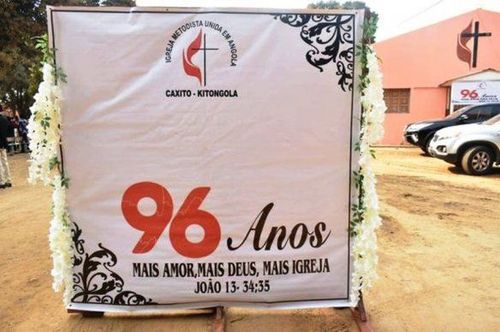 IGREJA METODISTA UNIDA EM ANGOLA
CAXITO - KITONGOLA
96 Anos
MAIS AMOR,MAIS DEUS, MAIS IGREJA
JOÃO 13- 34;35
96 Anos